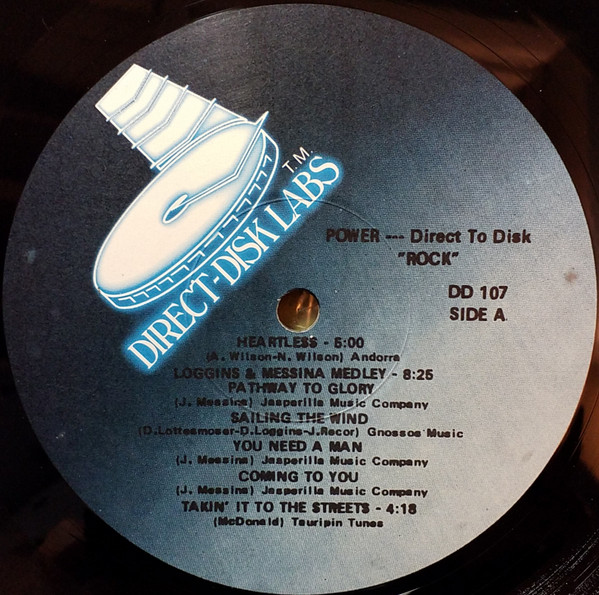 T.M.
DIRECT-DISK LABS
POWER --- Direct To Disk
"ROCK"
DD 107
SIDE A
HEARTLESS - 5:00
(A. Wilson-N. Wilson) Andorra
LOGGINS & MESSINA MEDLEY - 8:25
PATHWAY TO GLORY
(J. Messina) Jasperilla Music Company
SAILING THE WIND
(D.Lottesmoser-D.Loggins-J.Recor) Gnossos Music
YOU NEED A MAN
(J. Messina) Jasperilla Music Company
COMING TO YOU
(J. Messina) Jasperilla Music Company
TAKIN' IT TO THE STREETS - 4:18
(McDonald) Tauripin Tunes